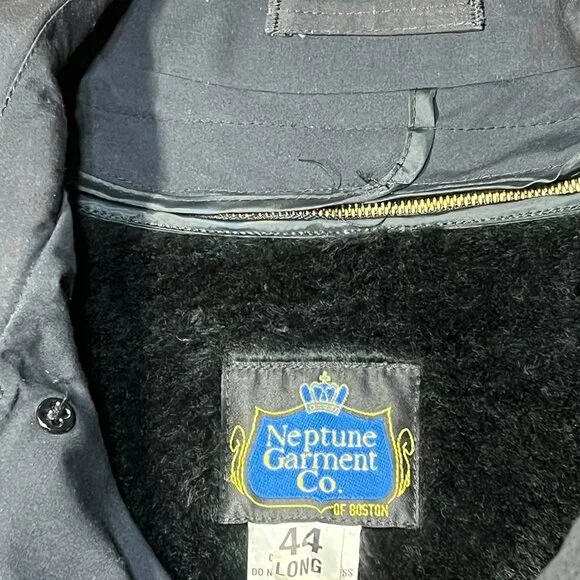 Neptune
Garment
Co.
OF BOSTON
44
LONG